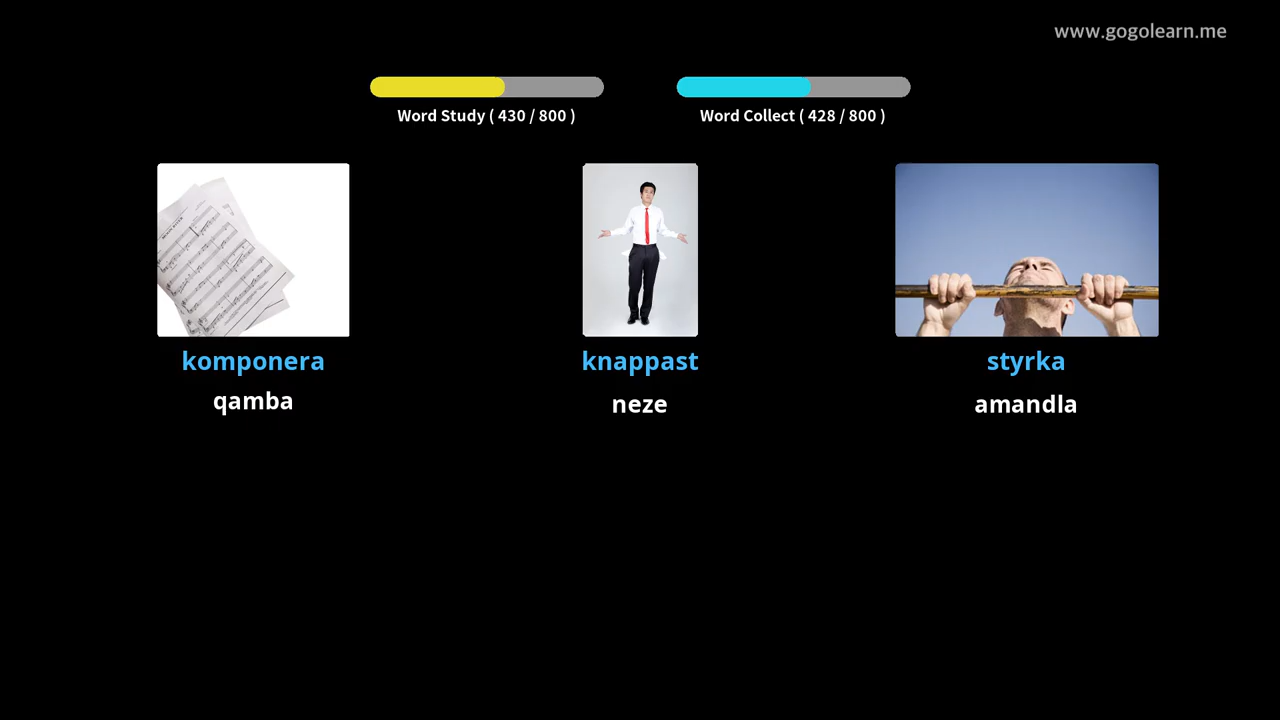 www.gogolearn.me
Word Study ( 430 / 800 )
Word Collect ( 428 / 800 )
komponera
knappast
styrka
qamba
neze
amandla